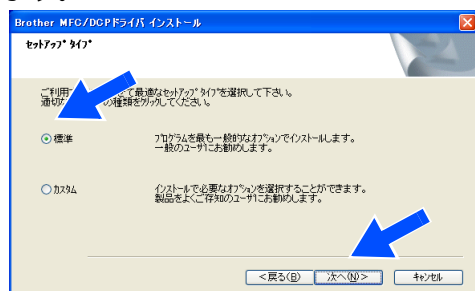 Brother MFC/DCPドライバ インストール
セットアップ タイプ
ご利用 て最適なセットアップ タイプを選択して下さい。
適切な の種類をクリックしてください。
標準
プログラムを最も一般的なオプションでインストールします。
一般のユーザにお勧めします。
カスタム
インストールで必要なオプションを選択することができます。
製品をよくご存知のユーザにお勧めします。
<戻る(B)
次へ(N)>
キャンセル